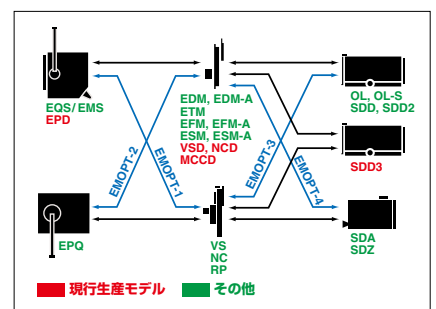 EQS/EMS
EPD
EDM, EDM-A
ETM
EFM, EFM-A
ESM, ESM-A
VSD, NCD
MCCD
OL, OL-S
SDD, SDD2
SDD3
EMOPT-2
EMOPT-1
EMOPT-3
EMOPT-4
EPQ
VS
NC
RP
SDA
SDZ
現行生産モデル
その他